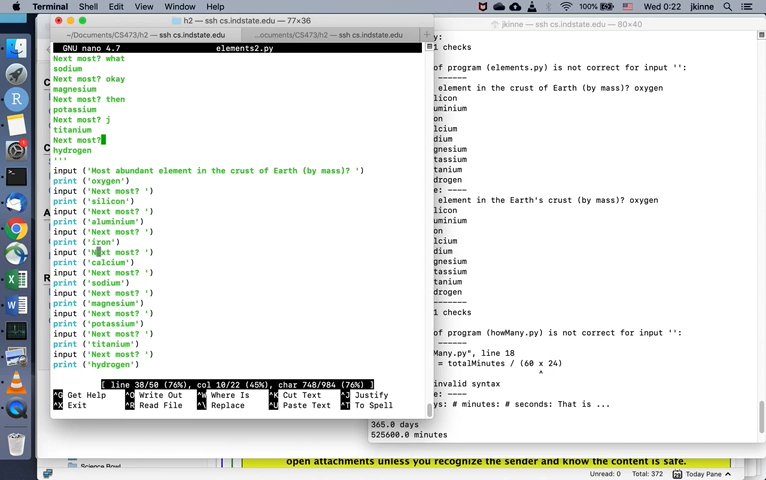 Terminal Shell Edit View Window Help
100% Wed 0:22 jkinne
h2 — ssh cs.indstate.edu — 77×36
~/Documents/CS473/h2 — ssh cs.indstate.edu
...ocuments/CS473/h2 — ssh cs.indstate.edu
GNU nano 4.7 elements2.py
Next most? what
sodium
Next most? okay
magnesium
Next most? then
potassium
Next most? j
titanium
Next most?
hydrogen
'''
input ('Most abundant element in the crust of Earth (by mass)? ')
print ('oxygen')
input ('Next most? ')
print ('silicon')
input ('Next most? ')
print ('aluminium')
input ('Next most? ')
print ('iron')
input ('Next most? ')
print ('calcium')
input ('Next most? ')
print ('sodium')
input ('Next most? ')
print ('magnesium')
input ('Next most? ')
print ('potassium')
input ('Next most? ')
print ('titanium')
input ('Next most? ')
print ('hydrogen')
[ line 38/50 (76%), col 10/22 (45%), char 748/984 (76%) ]
^G Get Help ^O Write Out ^W Where Is ^K Cut Text ^J Justify
^X Exit ^R Read File ^\ Replace ^U Paste Text ^T To Spell
jkinne — ssh cs.indstate.edu — 80×40
1 checks
of program (elements.py) is not correct for input '':
------
element in the crust of Earth (by mass)? oxygen
licon
uminium
on
lcium
dium
gnesium
tassium
tanium
drogen
e: ----
element in the Earth's crust (by mass)? oxygen
licon
uminium
on
lcium
dium
gnesium
tassium
tanium
drogen
--------
1 checks
of program (howMany.py) is not correct for input '':
Many.py", line 18
= totalMinutes / (60 x 24)
^
invalid syntax
e: ----
ys: # minutes: # seconds: That is ...
365.0 days
525600.0 minutes
Science Bowl
open attachments unless you recognize the sender and know the content is safe.
Unread: 0 Total: 372 Today Pane